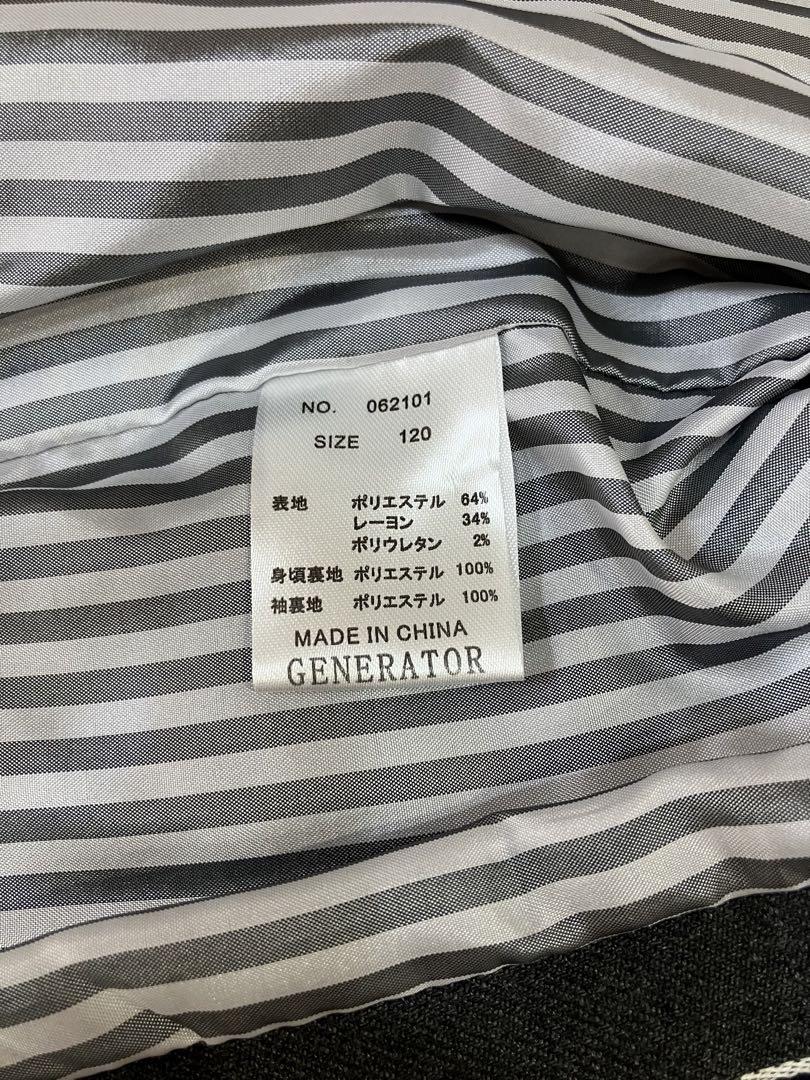 NO. 062101
SIZE 120
表地 ポリエステル 64%
レーヨン 34%
ポリウレタン 2%
身頃裏地 ポリエステル 100%
袖裏地 ポリエステル 100%
MADE IN CHINA
GENERATOR